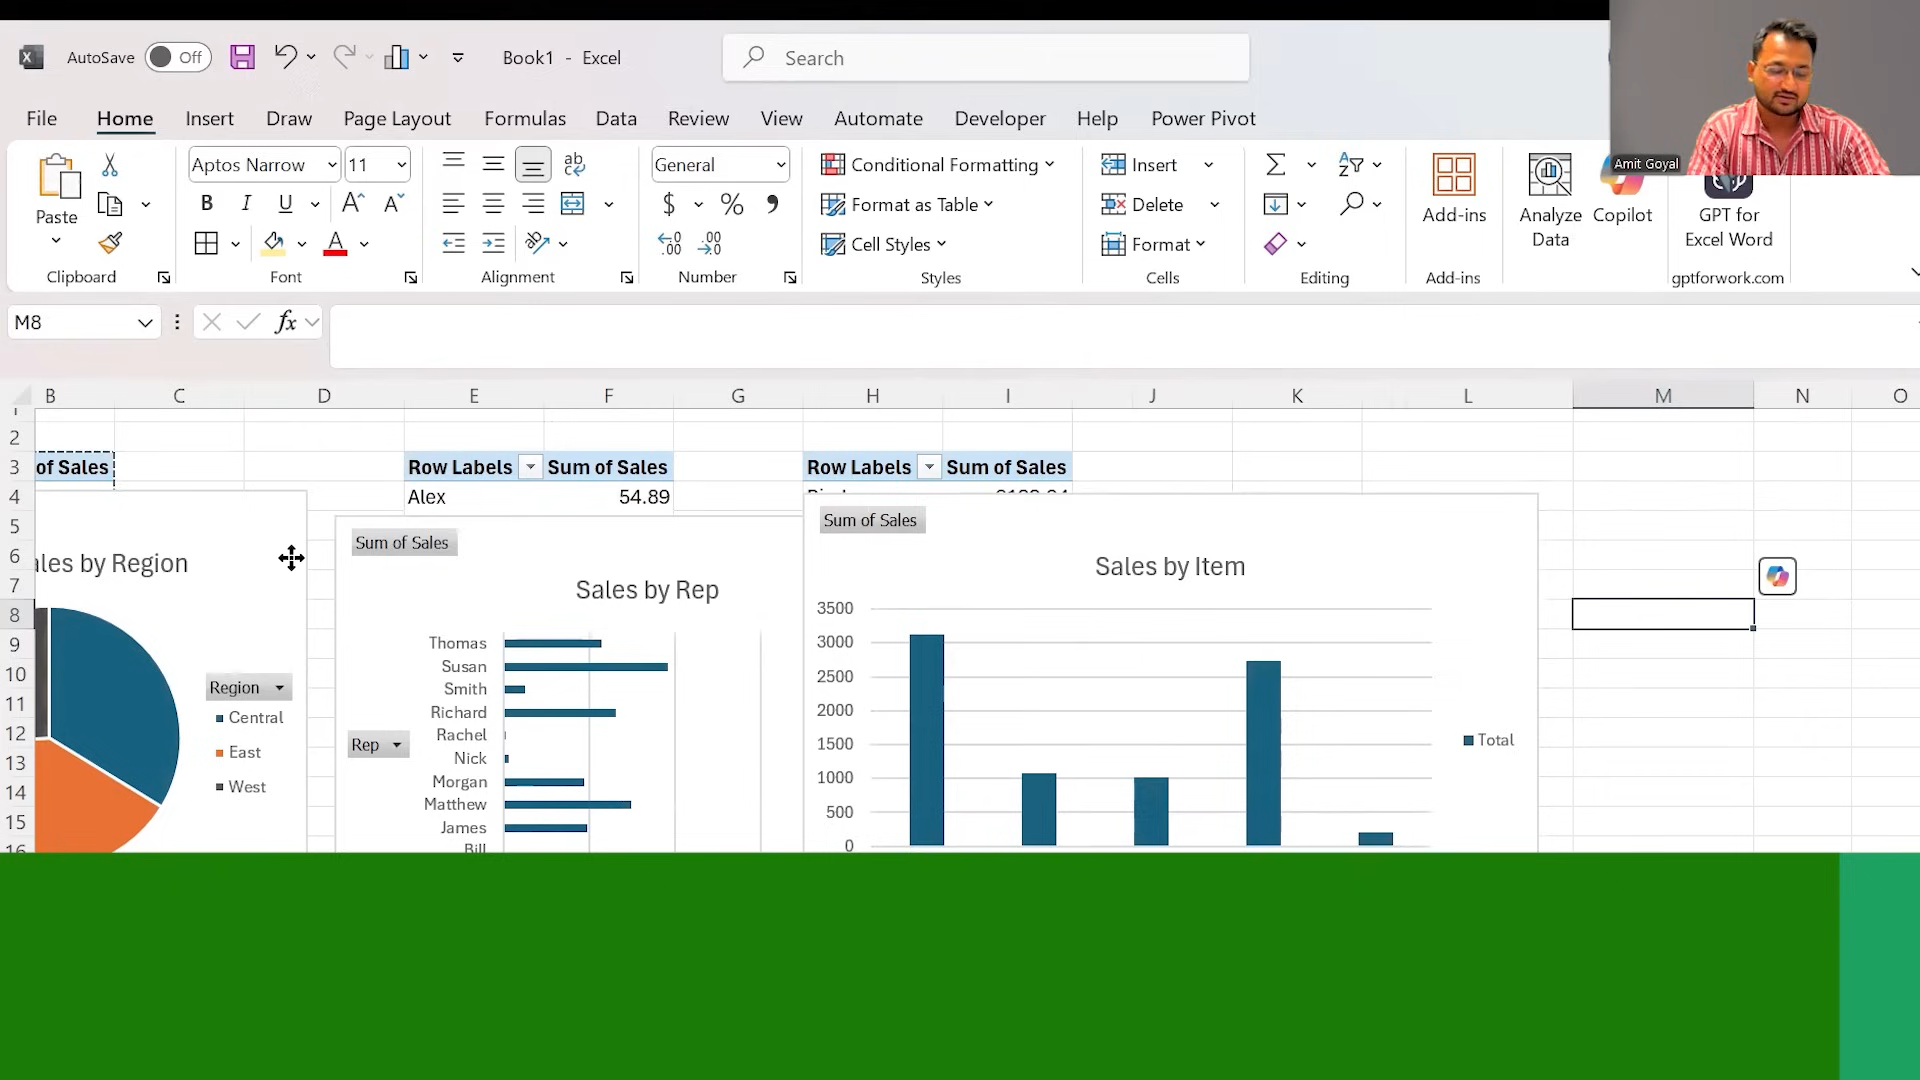 AutoSave Off Book1 - Excel Search
File Home Insert Draw Page Layout Formulas Data Review View Automate Developer Help Power Pivot
Amit Goyal
Paste
Clipboard
Aptos Narrow 11
B I U A A
A
Font
ab
Alignment
General
$ % ,
Number
Conditional Formatting
Format as Table
Cell Styles
Styles
Insert
Delete
Format
Cells
Editing
Add-ins
Add-ins
Analyze
Data
Copilot
GPT for
Excel Word
gptforwork.com
M8
fx
B C D E F G H I J K L M N O
2
3 of Sales Row Labels Sum of Sales Row Labels Sum of Sales
4 Alex 54.89
5
6
7
8
9
10
11
12
13
14
15
16
ales by Region
Region
Central
East
West
Sum of Sales
Sales by Rep
Rep
Thomas
Susan
Smith
Richard
Rachel
Nick
Morgan
Matthew
James
Bill
Sum of Sales
Sales by Item
3500
3000
2500
2000
1500
1000
500
0
Total